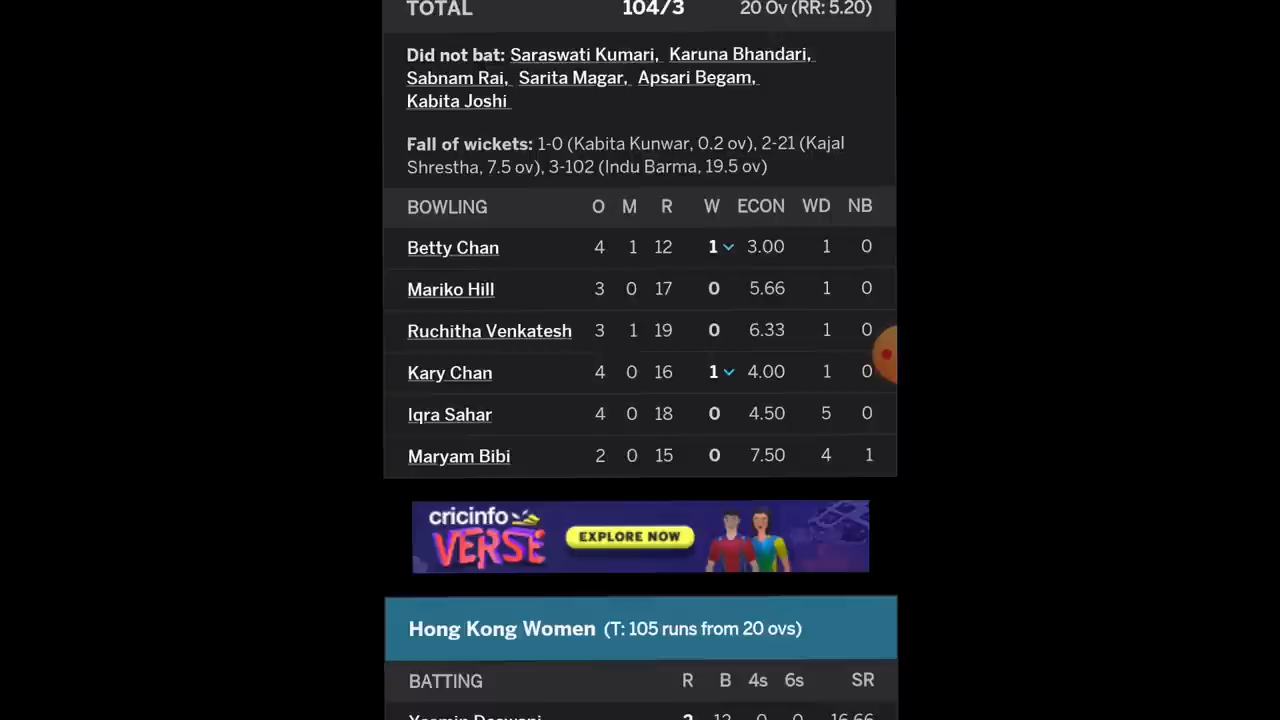 TOTAL 104/3 20 Ov (RR: 5.20)
Did not bat: Saraswati Kumari, Karuna Bhandari,
Sabnam Rai, Sarita Magar, Apsari Begam,
Kabita Joshi
Fall of wickets: 1-0 (Kabita Kunwar, 0.2 ov), 2-21 (Kajal
Shrestha, 7.5 ov), 3-102 (Indu Barma, 19.5 ov)
BOWLING O M R W ECON WD NB
Betty Chan 4 1 12 1 3.00 1 0
Mariko Hill 3 0 17 0 5.66 1 0
Ruchitha Venkatesh 3 1 19 0 6.33 1 0
Kary Chan 4 0 16 1 4.00 1 0
Iqra Sahar 4 0 18 0 4.50 5 0
Maryam Bibi 2 0 15 0 7.50 4 1
cricinfo
VERSE
EXPLORE NOW
Hong Kong Women (T: 105 runs from 20 ovs)
BATTING R B 4s 6s SR